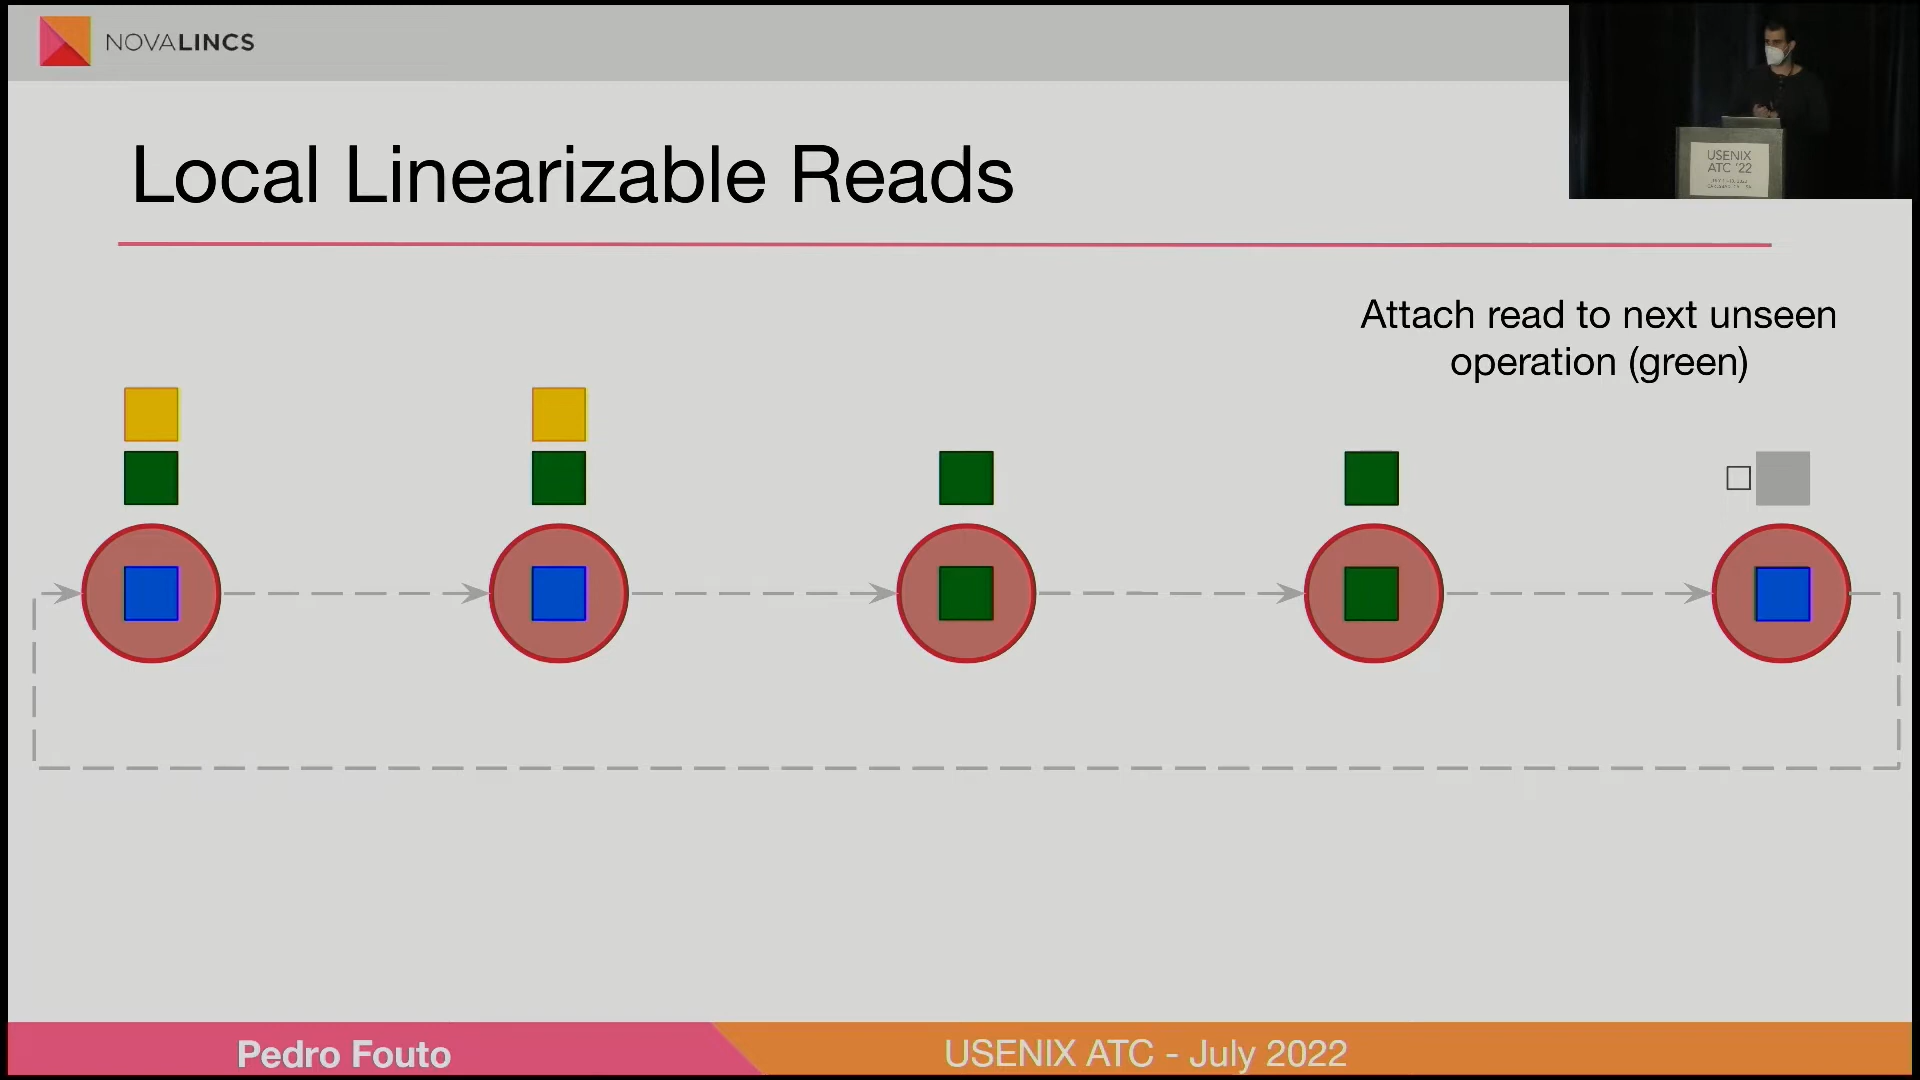 NOVALINCS
Local Linearizable Reads
USENIX
ATC '22
Attach read to next unseen
operation (green)
Pedro Fouto
USENIX ATC - July 2022